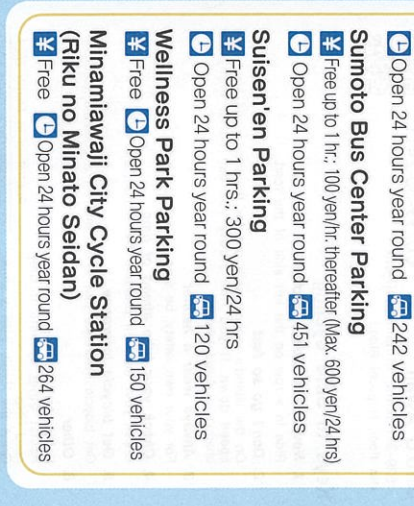 Open 24 hours year round 242 vehicles
Sumoto Bus Center Parking
¥ Free up to 1 hr.; 100 yen/hr. thereafter (Max. 600 yen/24 hrs)
Open 24 hours year round 451 vehicles
Suisen'en Parking
¥ Free up to 1 hrs.; 300 yen/24 hrs
Open 24 hours year round 120 vehicles
Wellness Park Parking
¥ Free Open 24 hours year round 150 vehicles
Minamiawaji City Cycle Station
(Riku no Minato Seidan)
¥ Free Open 24 hours year round 264 vehicles